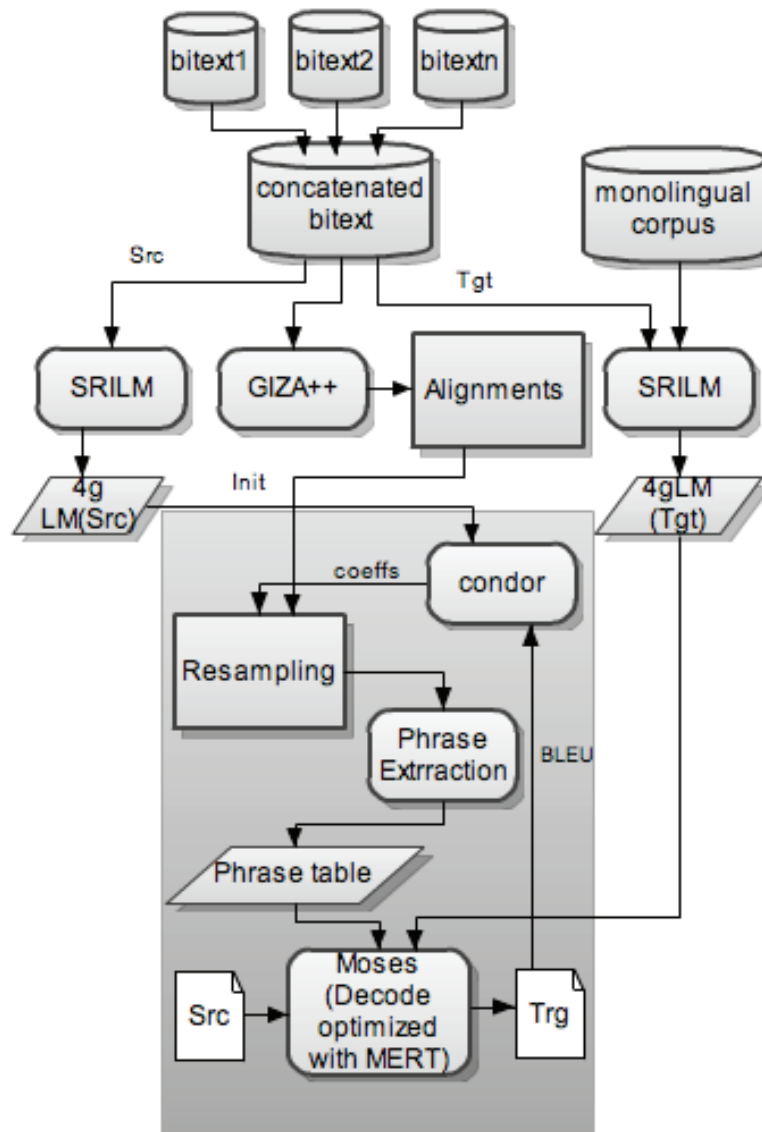 bitext1
bitext2
bitextn
concatenated
bitext
monolingual
corpus
Src
Tgt
SRILM
GIZA++
Alignments
SRILM
4g
LM(Src)
Init
4gLM
(Tgt)
coeffs
condor
Resampling
Phrase
Extrraction
BLEU
Phrase table
Src
Moses
(Decode
optimized
with MERT)
Trg